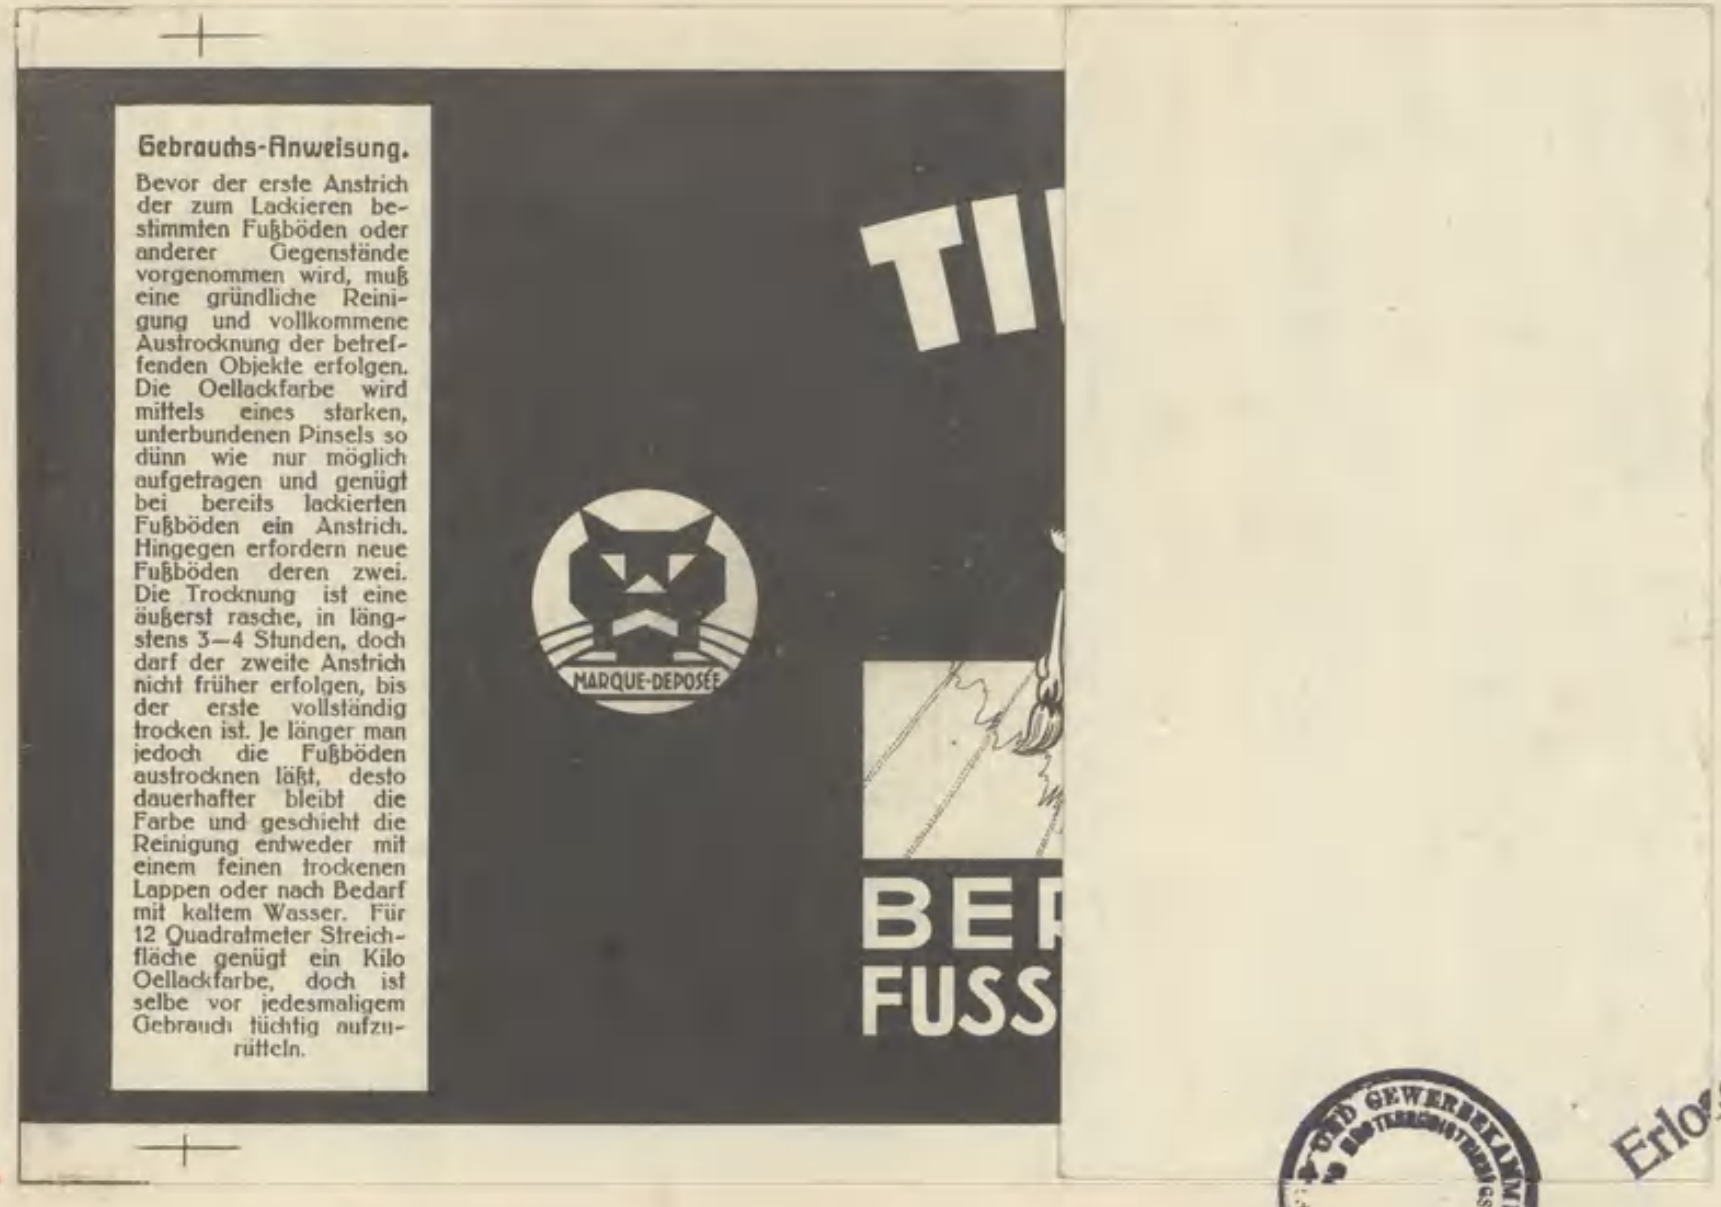 Gebrauchs-Anweisung.
Bevor der erste Anstrich
der zum Lackieren be-
stimmten Fußböden oder
anderer Gegenstände
vorgenommen wird, muß
eine gründliche Reini-
gung und vollkommene
Austrocknung der betref-
fenden Objekte erfolgen.
Die Oellackfarbe wird
mittels eines starken,
unterbundenen Pinsels so
dünn wie nur möglich
aufgetragen und genügt
bei bereits lackierten
Fußböden ein Anstrich.
Hingegen erfordern neue
Fußböden deren zwei.
Die Trocknung ist eine
äußerst rasche, in läng-
stens 3—4 Stunden, doch
darf der zweite Anstrich
nicht früher erfolgen, bis
der erste vollständig
trocken ist. Je länger man
jedoch die Fußböden
austrocknen läßt, desto
dauerhafter bleibt die
Farbe und geschieht die
Reinigung entweder mit
einem feinen trockenen
Lappen oder nach Bedarf
mit kaltem Wasser. Für
12 Quadratmeter Streich-
fläche genügt ein Kilo
Oellackfarbe, doch ist
selbe vor jedesmaligem
Gebrauch tüchtig aufzu-
rütteln.
MARQUE-DEPOSÉE
TI
BER
FUSS
UND GEWERBEKAMM
Erlo